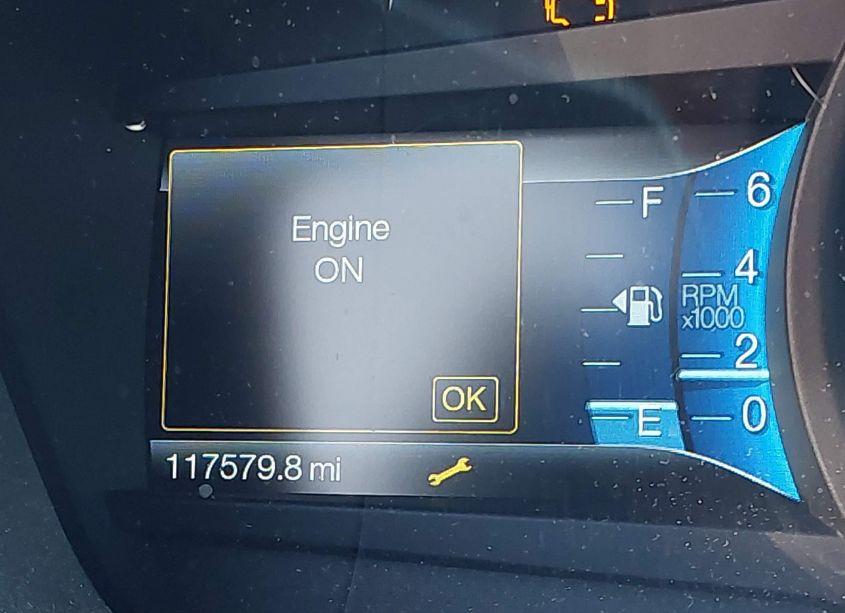 Engine
ON
OK
F
E
6
4
RPM
x1000
2
0
117579.8 mi